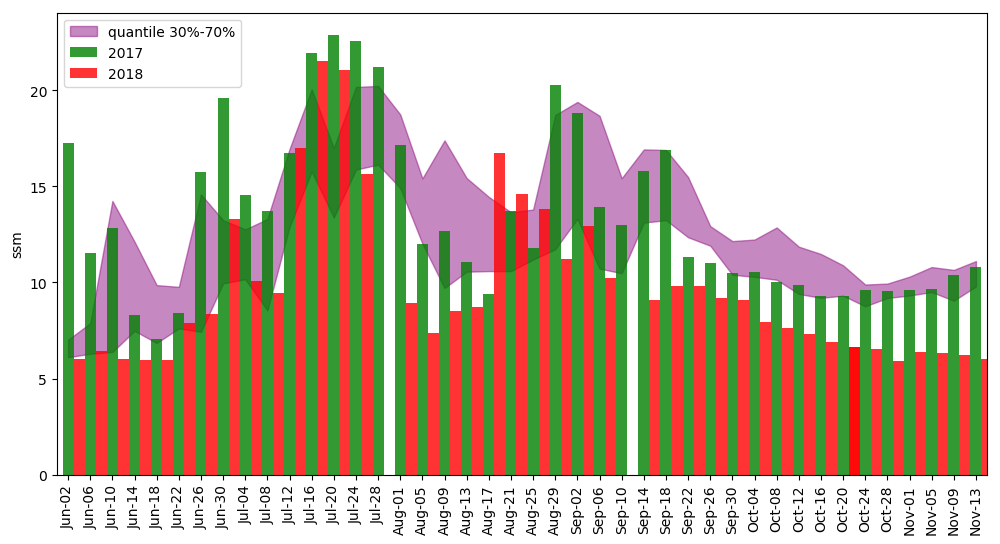 quantile 30%-70%
2017
2018
ssm
20
15
10
5
0
Jun-02
Jun-06
Jun-10
Jun-14
Jun-18
Jun-22
Jun-26
Jun-30
Jul-04
Jul-08
Jul-12
Jul-16
Jul-20
Jul-24
Jul-28
Aug-01
Aug-05
Aug-09
Aug-13
Aug-17
Aug-21
Aug-25
Aug-29
Sep-02
Sep-06
Sep-10
Sep-14
Sep-18
Sep-22
Sep-26
Sep-30
Oct-04
Oct-08
Oct-12
Oct-16
Oct-20
Oct-24
Oct-28
Nov-01
Nov-05
Nov-09
Nov-13